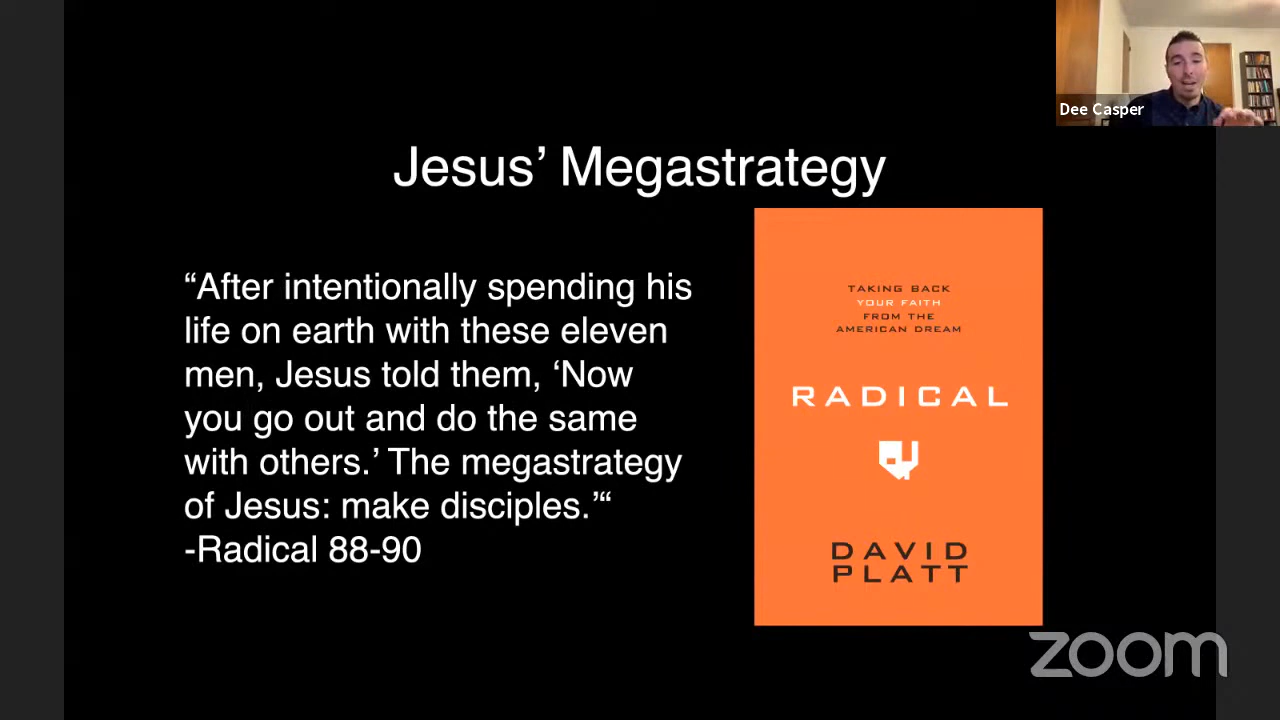 Dee Casper
Jesus’ Megastrategy
“After intentionally spending his
life on earth with these eleven
men, Jesus told them, ‘Now
you go out and do the same
with others.’ The megastrategy
of Jesus: make disciples.’“
-Radical 88-90
TAKING BACK
YOUR FAITH
FROM THE
AMERICAN DREAM
RADICAL
DAVID
PLATT
zoom